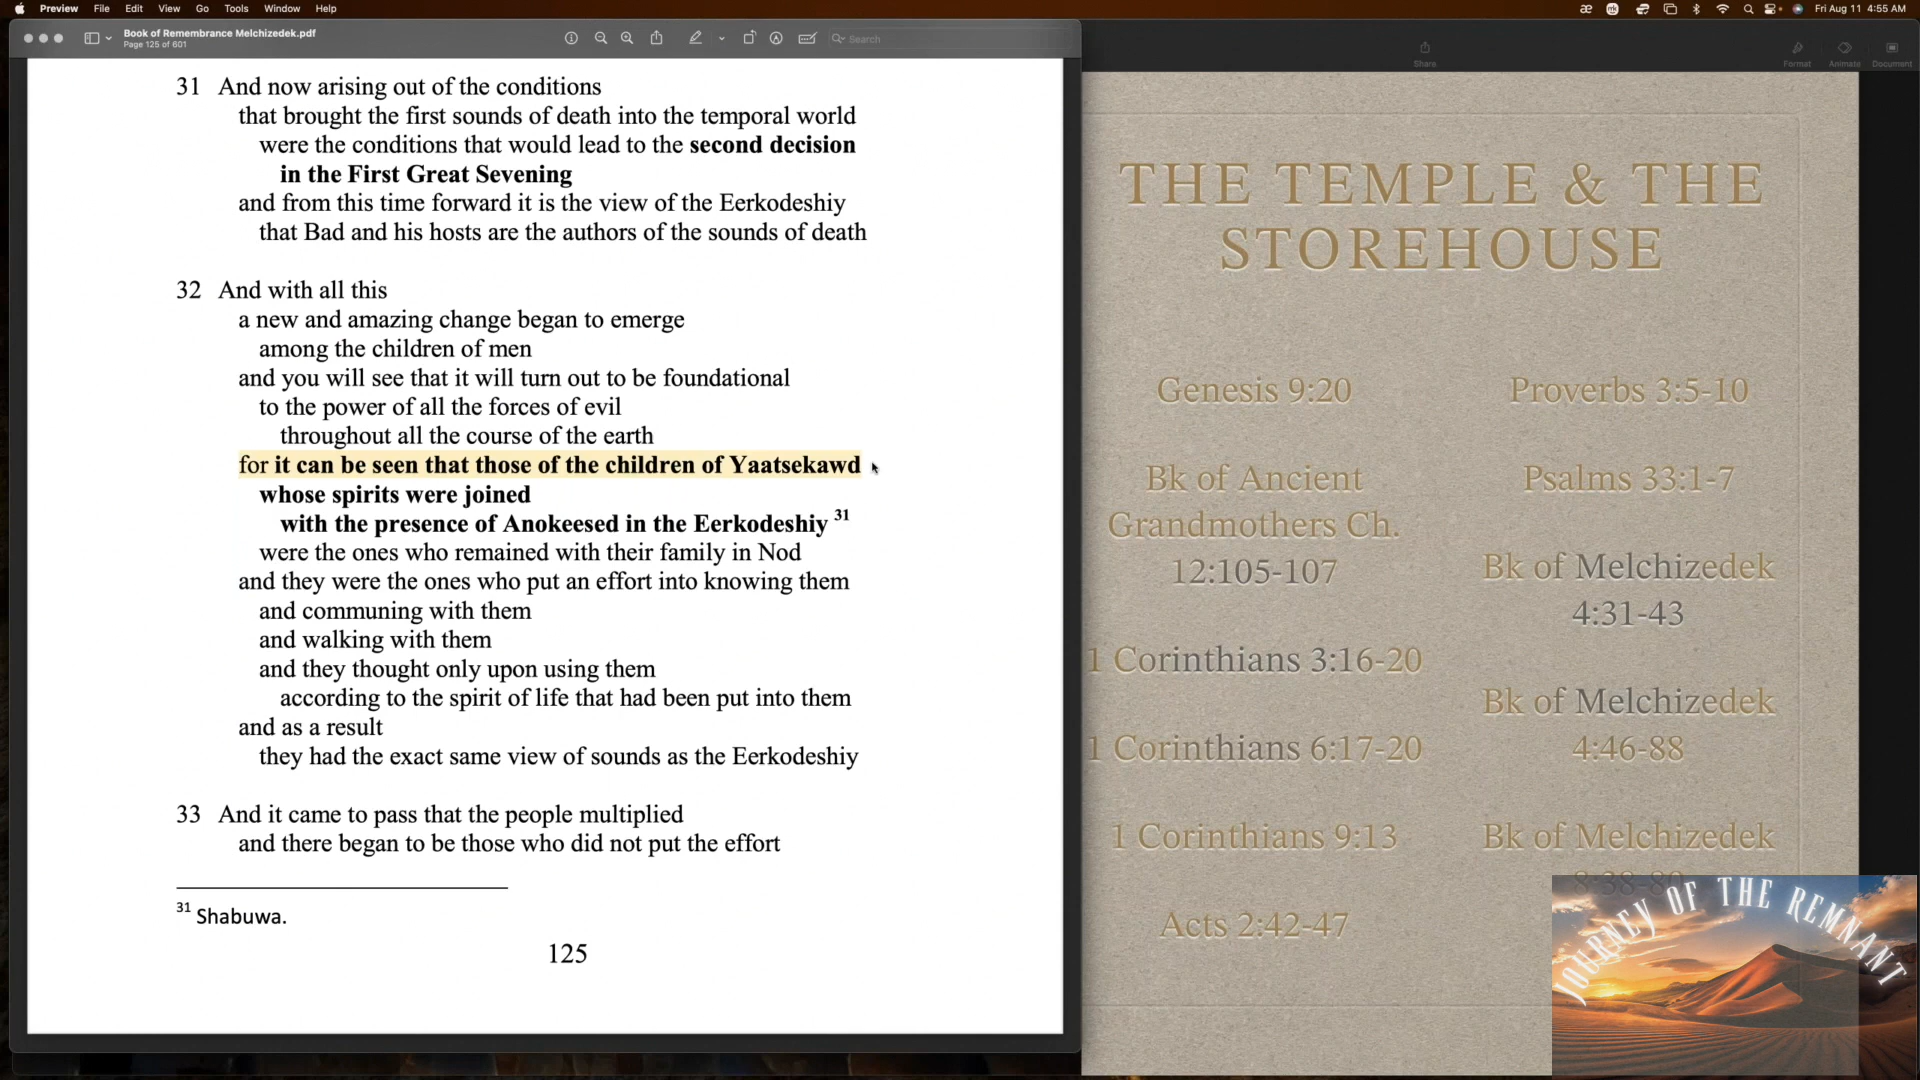 Preview File Edit View Go Tools Window Help
Fri Aug 11 4:55 AM
Book of Remembrance Melchizedek.pdf
Page 125 of 601
Search
31 And now arising out of the conditions
that brought the first sounds of death into the temporal world
were the conditions that would lead to the second decision
in the First Great Sevening
and from this time forward it is the view of the Eerkodeshiy
that Bad and his hosts are the authors of the sounds of death
32 And with all this
a new and amazing change began to emerge
among the children of men
and you will see that it will turn out to be foundational
to the power of all the forces of evil
throughout all the course of the earth
for it can be seen that those of the children of Yaatsekawd
whose spirits were joined
with the presence of Anokeesed in the Eerkodeshiy 31
were the ones who remained with their family in Nod
and they were the ones who put an effort into knowing them
and communing with them
and walking with them
and they thought only upon using them
according to the spirit of life that had been put into them
and as a result
they had the exact same view of sounds as the Eerkodeshiy
33 And it came to pass that the people multiplied
and there began to be those who did not put the effort
31 Shabuwa.
125
Share
Format Animate Document
THE TEMPLE & THE
STOREHOUSE
Genesis 9:20
Bk of Ancient
Grandmothers Ch.
12:105-107
1 Corinthians 3:16-20
1 Corinthians 6:17-20
1 Corinthians 9:13
Acts 2:42-47
Proverbs 3:5-10
Psalms 33:1-7
Bk of Melchizedek
4:31-43
Bk of Melchizedek
4:46-88
Bk of Melchizedek
8:38-80
JOURNEY OF THE REMNANT